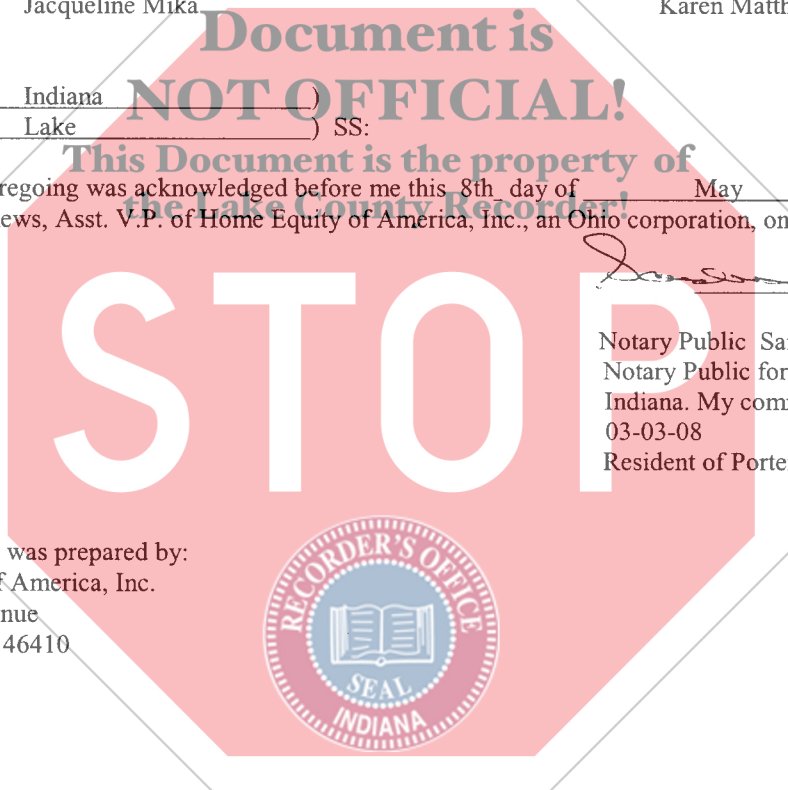 Jacqueline Mika Karen Matth
Document is
NOT OFFICIAL!
Indiana )
Lake ) SS:
This Document is the property of
the Lake County Recorder!
regoing was acknowledged before me this 8th day of May
ews, Asst. V.P. of Home Equity of America, Inc., an Ohio corporation, on
STOP
Notary Public Sa
Notary Public for
Indiana. My com
03-03-08
Resident of Porte
was prepared by:
f America, Inc.
nue
46410
RECORDER'S OFFICE
SEAL
INDIANA